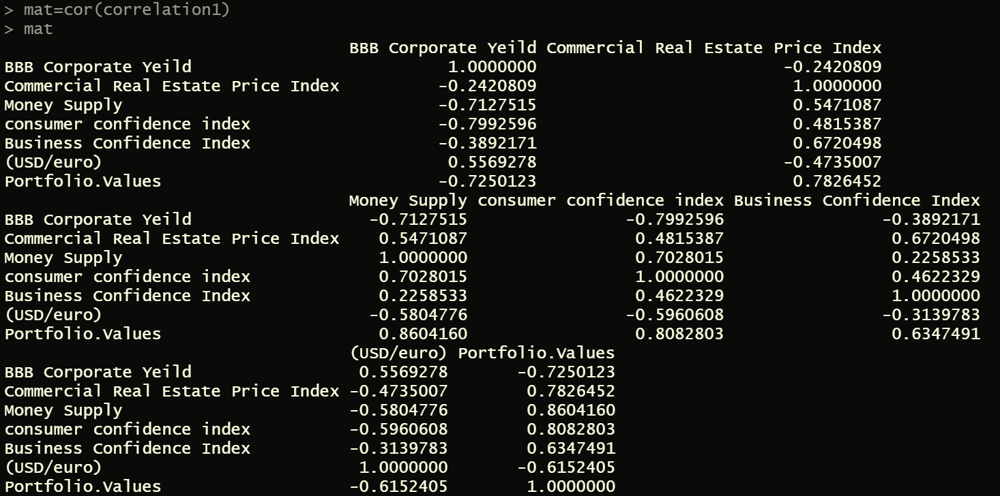 > mat=cor(correlation1)
> mat
                                   BBB Corporate Yeild Commercial Real Estate Price Index
BBB Corporate Yeild                          1.0000000                         -0.2420809
Commercial Real Estate Price Index          -0.2420809                          1.0000000
Money Supply                                -0.7127515                          0.5471087
consumer confidence index                   -0.7992596                          0.4815387
Business Confidence Index                   -0.3892171                          0.6720498
(USD/euro)                                   0.5569278                         -0.4735007
Portfolio.Values                            -0.7250123                          0.7826452
                                   Money Supply consumer confidence index Business Confidence Index
BBB Corporate Yeild                  -0.7127515                -0.7992596                -0.3892171
Commercial Real Estate Price Index    0.5471087                 0.4815387                 0.6720498
Money Supply                          1.0000000                 0.7028015                 0.2258533
consumer confidence index             0.7028015                 1.0000000                 0.4622329
Business Confidence Index             0.2258533                 0.4622329                 1.0000000
(USD/euro)                           -0.5804776                -0.5960608                -0.3139783
Portfolio.Values                      0.8604160                 0.8082803                 0.6347491
                                   (USD/euro) Portfolio.Values
BBB Corporate Yeild                 0.5569278       -0.7250123
Commercial Real Estate Price Index -0.4735007        0.7826452
Money Supply                       -0.5804776        0.8604160
consumer confidence index          -0.5960608        0.8082803
Business Confidence Index          -0.3139783        0.6347491
(USD/euro)                          1.0000000       -0.6152405
Portfolio.Values                   -0.6152405        1.0000000